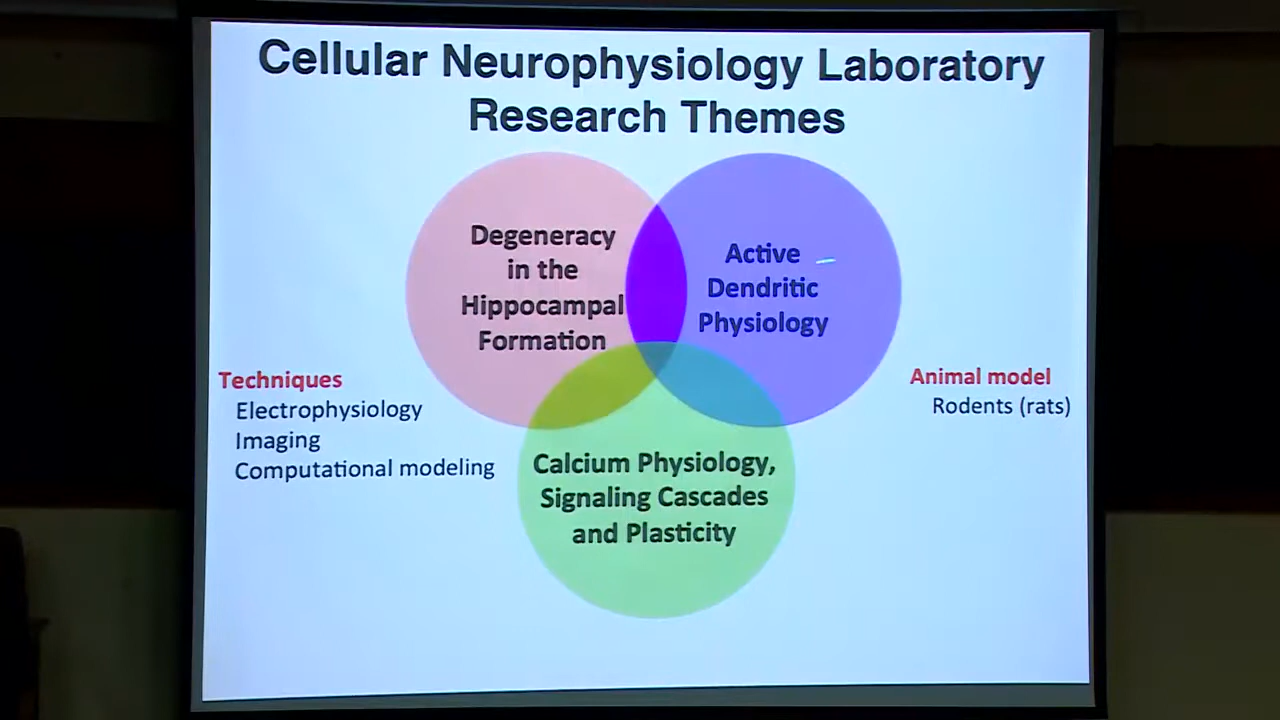 Cellular Neurophysiology Laboratory
Research Themes
Degeneracy
in the
Hippocampal
Formation
Active
Dendritic
Physiology
Techniques
Electrophysiology
Imaging
Computational modeling
Animal model
Rodents (rats)
Calcium Physiology,
Signaling Cascades
and Plasticity